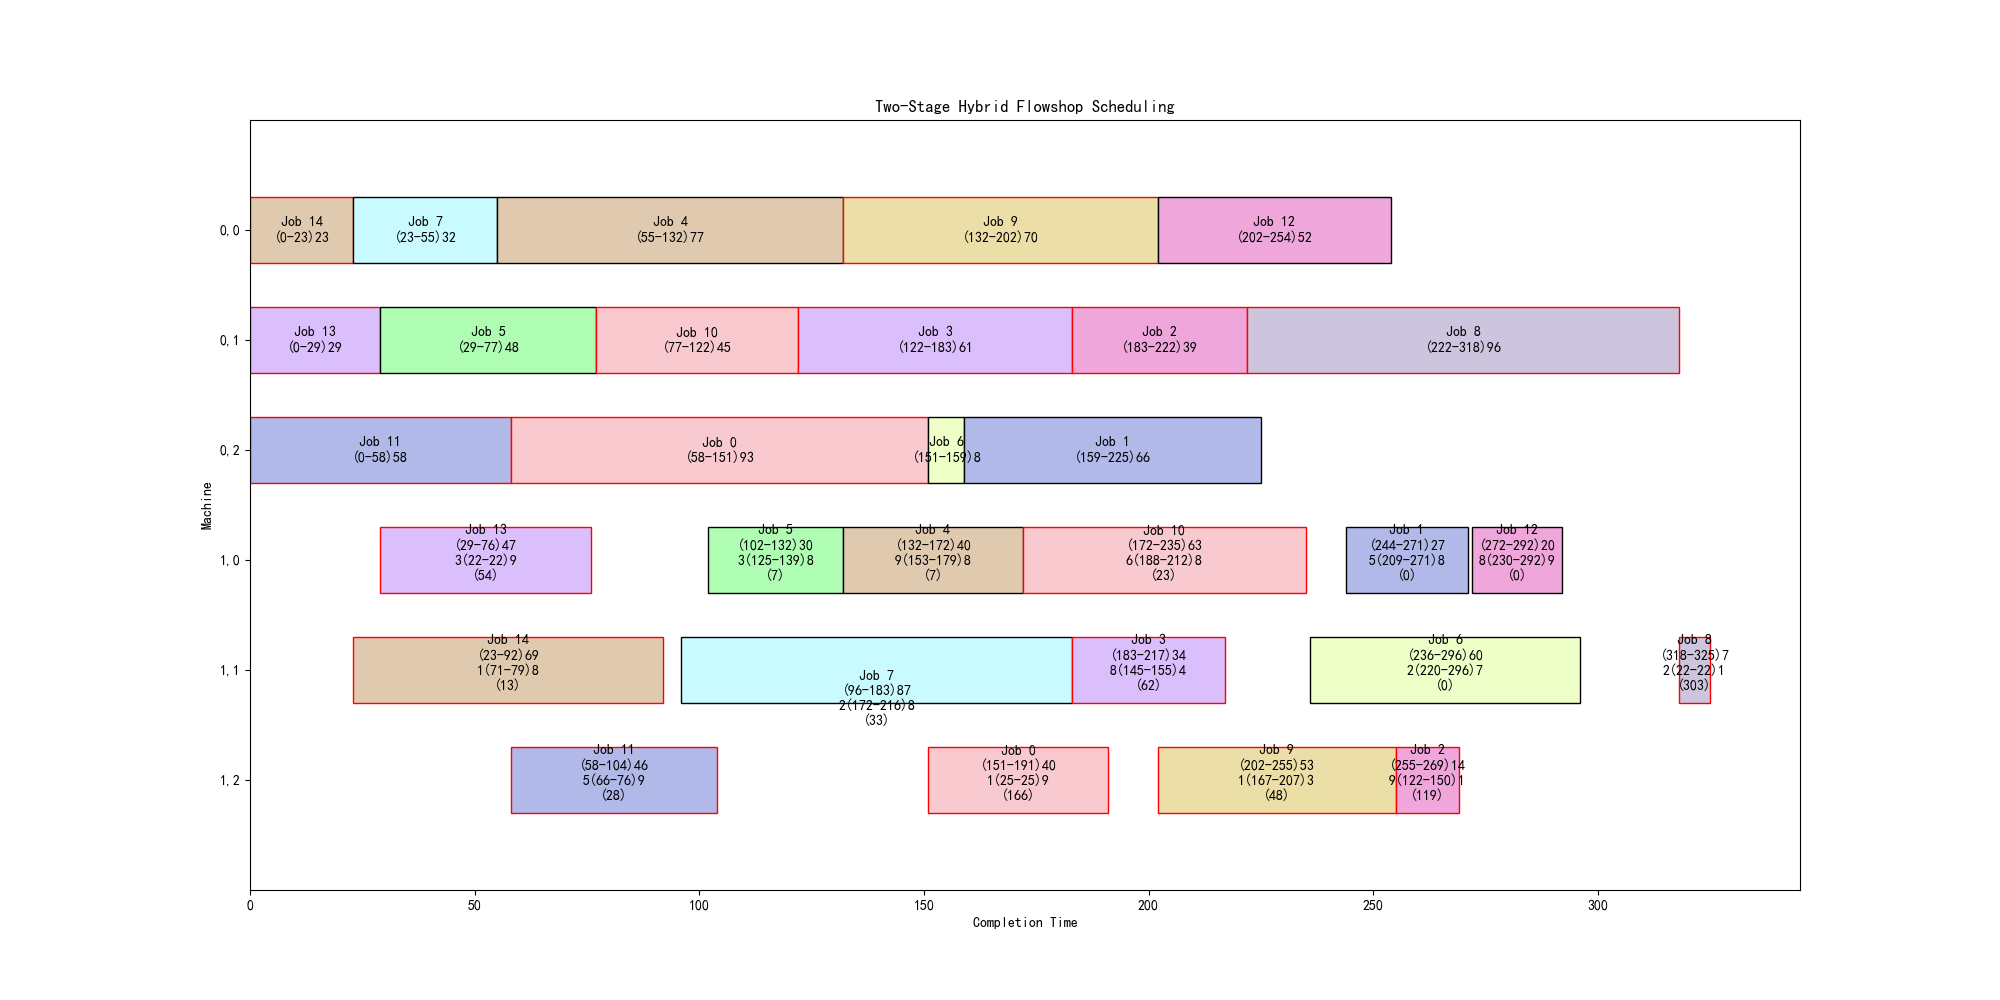 Two-Stage Hybrid Flowshop Scheduling
Machine
0,0
Job 14
(0-23)23
Job 7
(23-55)32
Job 4
(55-132)77
Job 9
(132-202)70
Job 12
(202-254)52
0,1
Job 13
(0-29)29
Job 5
(29-77)48
Job 10
(77-122)45
Job 3
(122-183)61
Job 2
(183-222)39
Job 8
(222-318)96
0,2
Job 11
(0-58)58
Job 0
(58-151)93
Job 6
(151-159)8
Job 1
(159-225)66
1,0
Job 13
(29-76)47
3(22-22)9
(54)
Job 5
(102-132)30
3(125-139)8
(7)
Job 4
(132-172)40
9(153-179)8
(7)
Job 10
(172-235)63
6(188-212)8
(23)
Job 1
(244-271)27
5(209-271)8
(0)
Job 12
(272-292)20
8(230-292)9
(0)
1,1
Job 14
(23-92)69
1(71-79)8
(13)
Job 7
(96-183)87
2(172-216)8
(33)
Job 3
(183-217)34
8(145-155)4
(62)
Job 6
(236-296)60
2(220-296)7
(0)
Job 8
(318-325)7
2(22-22)1
(303)
1,2
Job 11
(58-104)46
5(66-76)9
(28)
Job 0
(151-191)40
1(25-25)9
(166)
Job 9
(202-255)53
1(167-207)3
(48)
Job 2
(255-269)14
9(122-150)1
(119)
0 50 100 150 200 250 300
Completion Time